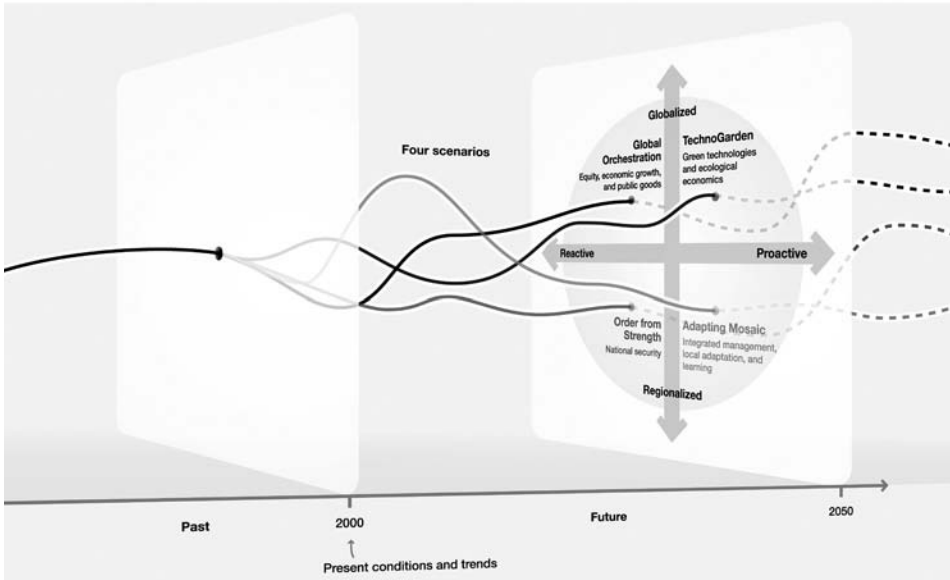 Four scenarios
Globalized
Global
Orchestration
Equity, economic growth,
and public goods
TechnoGarden
Green technologies
and ecological
economics
Reactive
Proactive
Order from
Strength
National security
Adapting Mosaic
Integrated management,
local adaptation, and
learning
Regionalized
Past
2000
Future
2050
Present conditions and trends